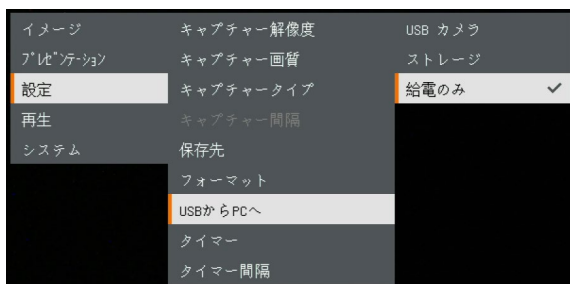 イメージ
プレゼンテーション
設定
再生
システム
キャプチャー解像度
キャプチャー画質
キャプチャータイプ
キャプチャー間隔
保存先
フォーマット
USBからPCへ
タイマー
タイマー間隔
USB カメラ
ストレージ
給電のみ